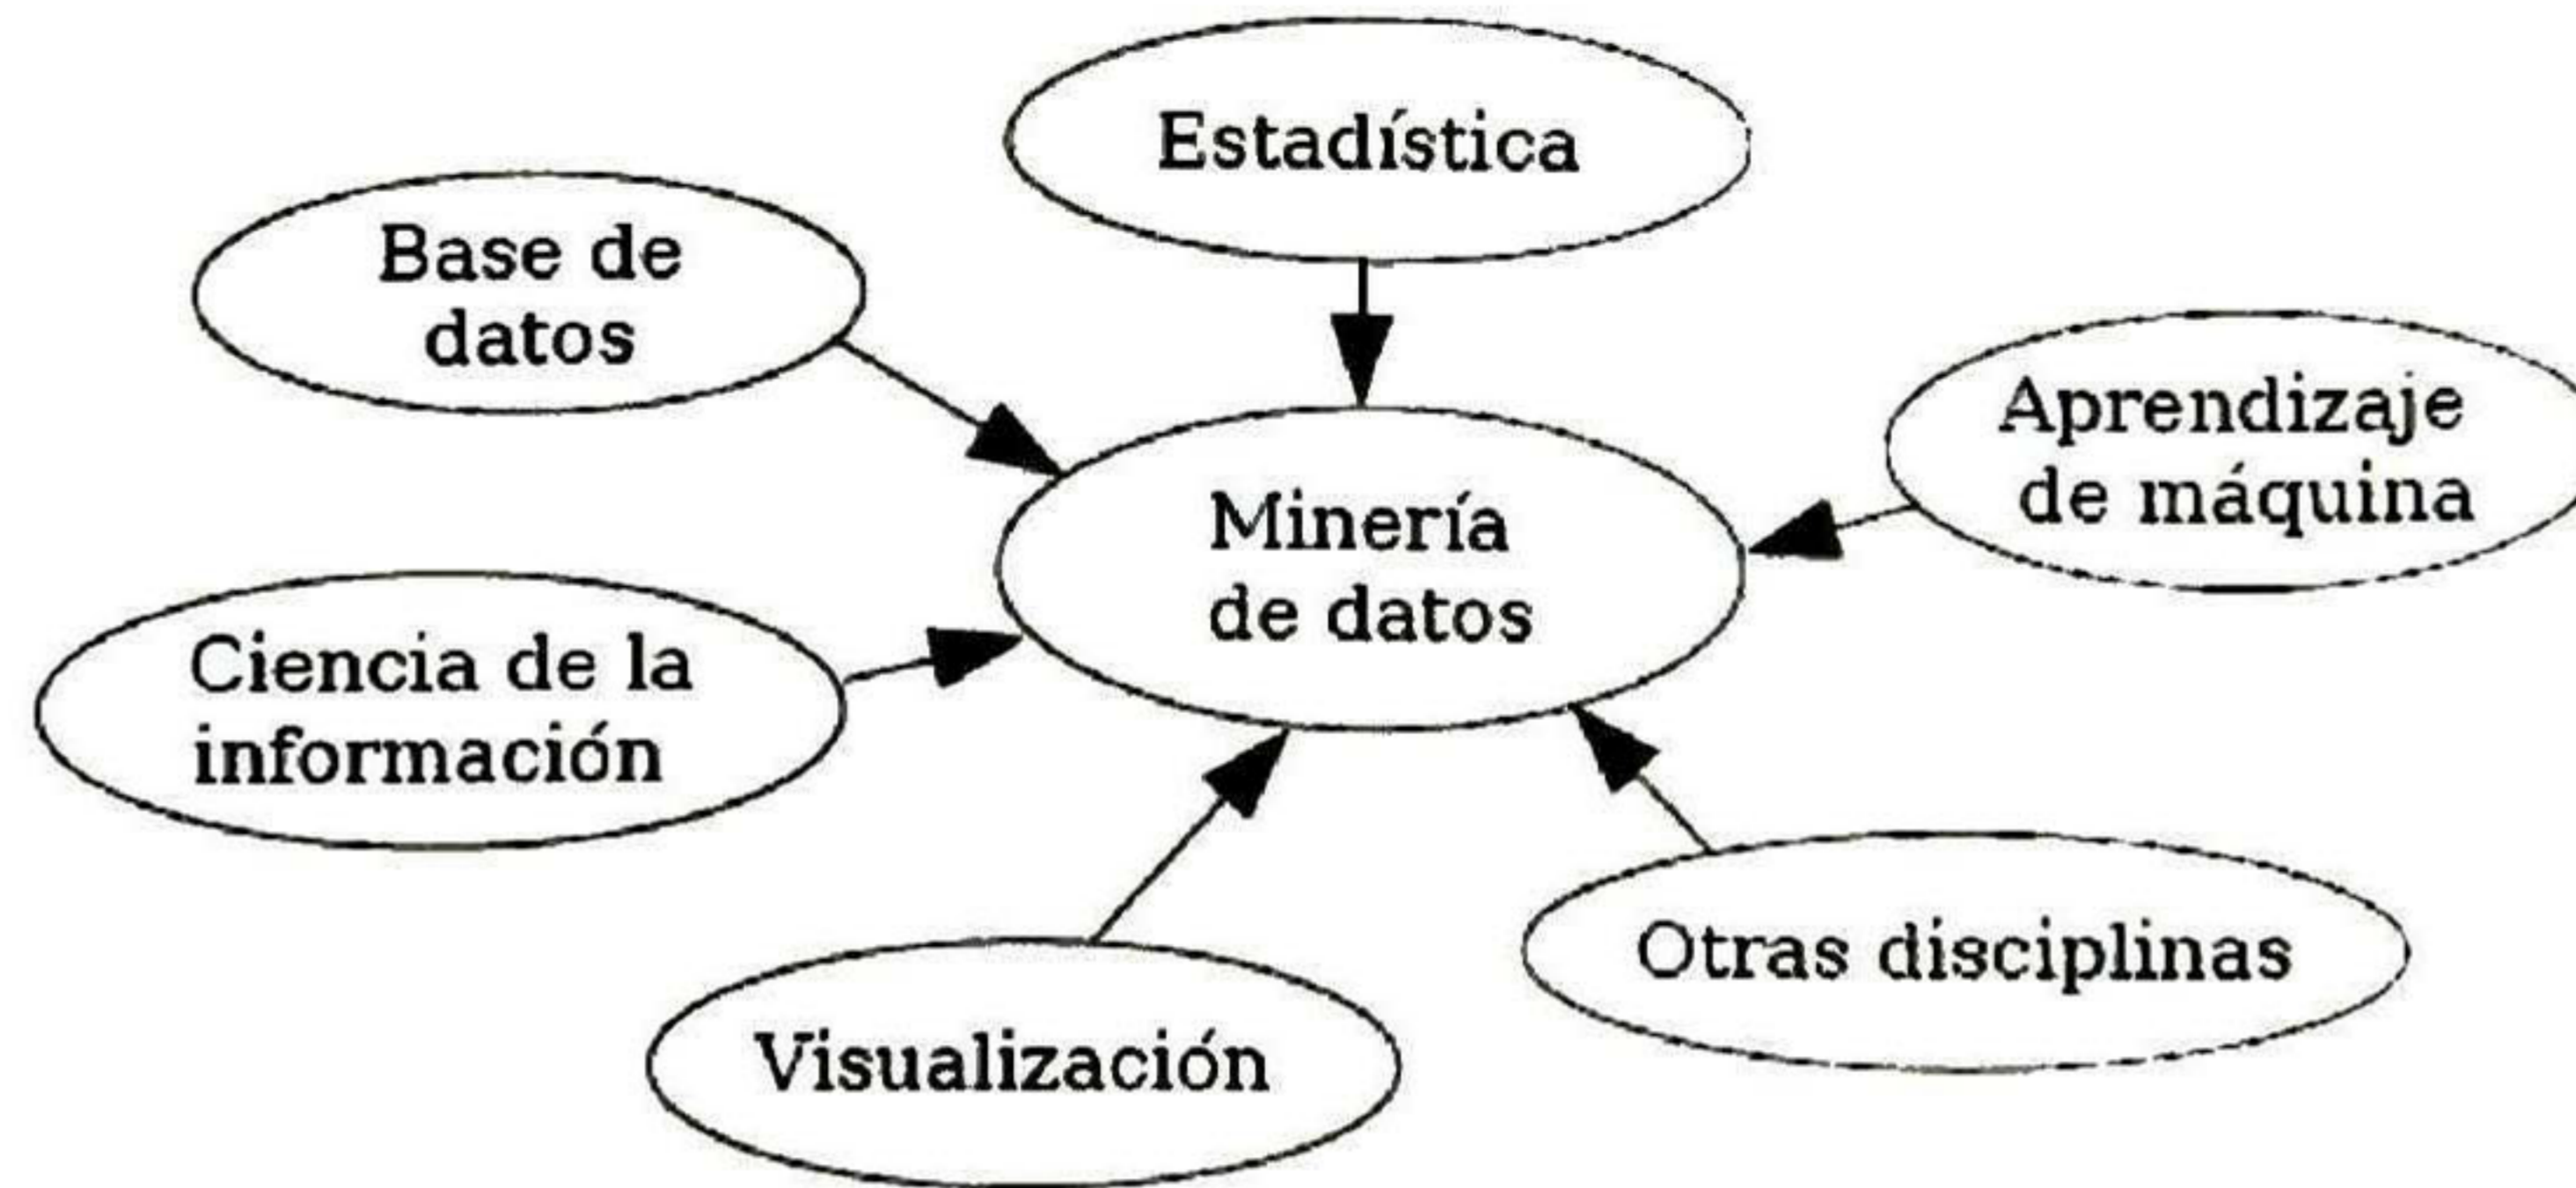 Estadística
Base de
datos
Aprendizaje
de máquina
Minería
de datos
Ciencia de la
información
Otras disciplinas
Visualización